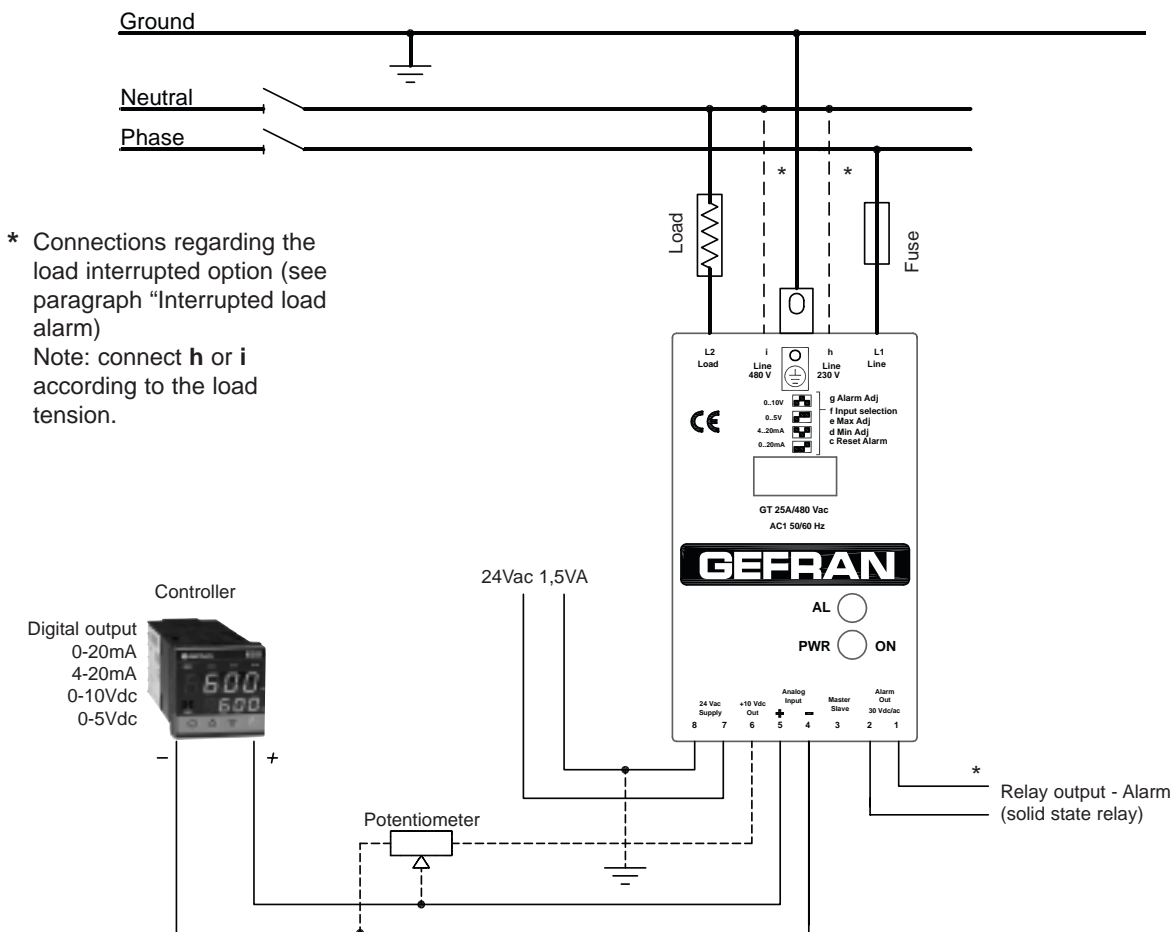 Ground
Neutral
Phase
* Connections regarding the
load interrupted option (see
paragraph “Interrupted load
alarm)
Note: connect h or i
according to the load
tension.
* *
Load
Fuse
L2
Load
i
Line
480 V
h
Line
230 V
L1
Line
0..10V
0..5V
4..20mA
0..20mA
g Alarm Adj
f Input selection
e Max Adj
d Min Adj
c Reset Alarm
CE
GT 25A/480 Vac
AC1 50/60 Hz
GEFRAN
AL
PWR ON
24 Vac
Supply
+10 Vdc
Out
Analog
Input
+ −
Master
Slave
Alarm
Out
30 Vdc/ac
8 7 6 5 4 3 2 1
24Vac 1,5VA
Controller
Digital output
0-20mA
4-20mA
0-10Vdc
0-5Vdc
600
600
− +
Potentiometer
*
Relay output - Alarm
(solid state relay)